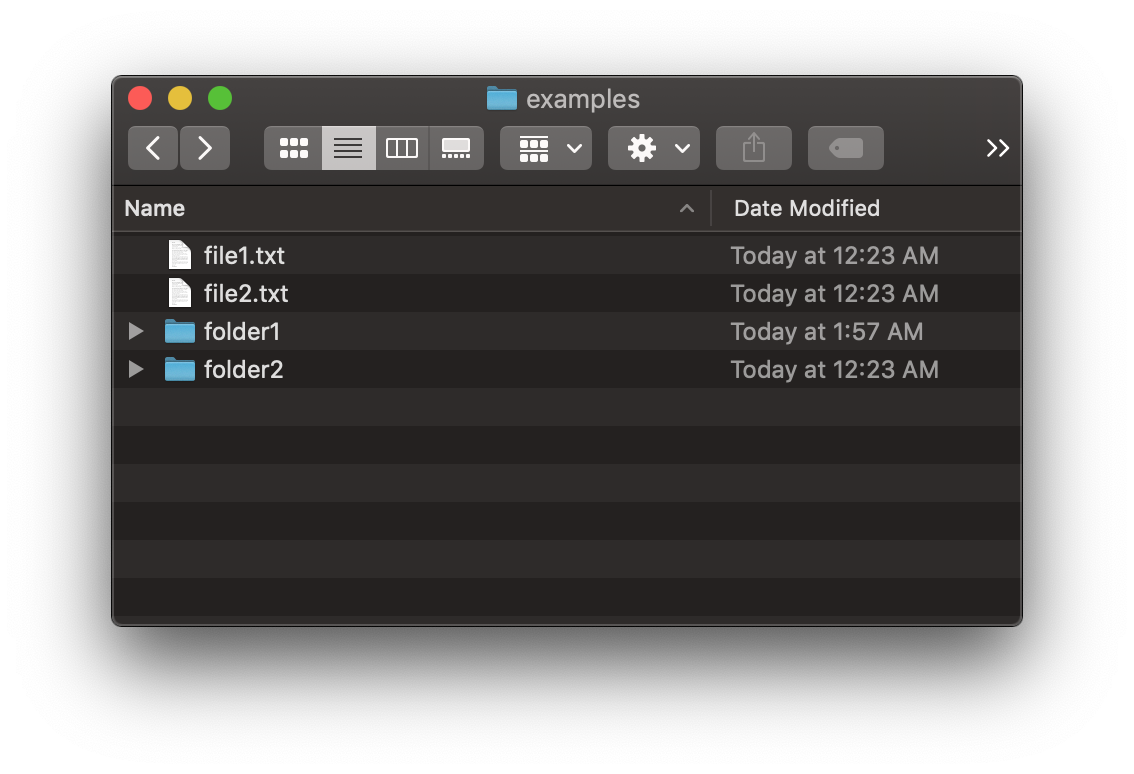 examples
Name Date Modified
file1.txt Today at 12:23 AM
file2.txt Today at 12:23 AM
folder1 Today at 1:57 AM
folder2 Today at 12:23 AM